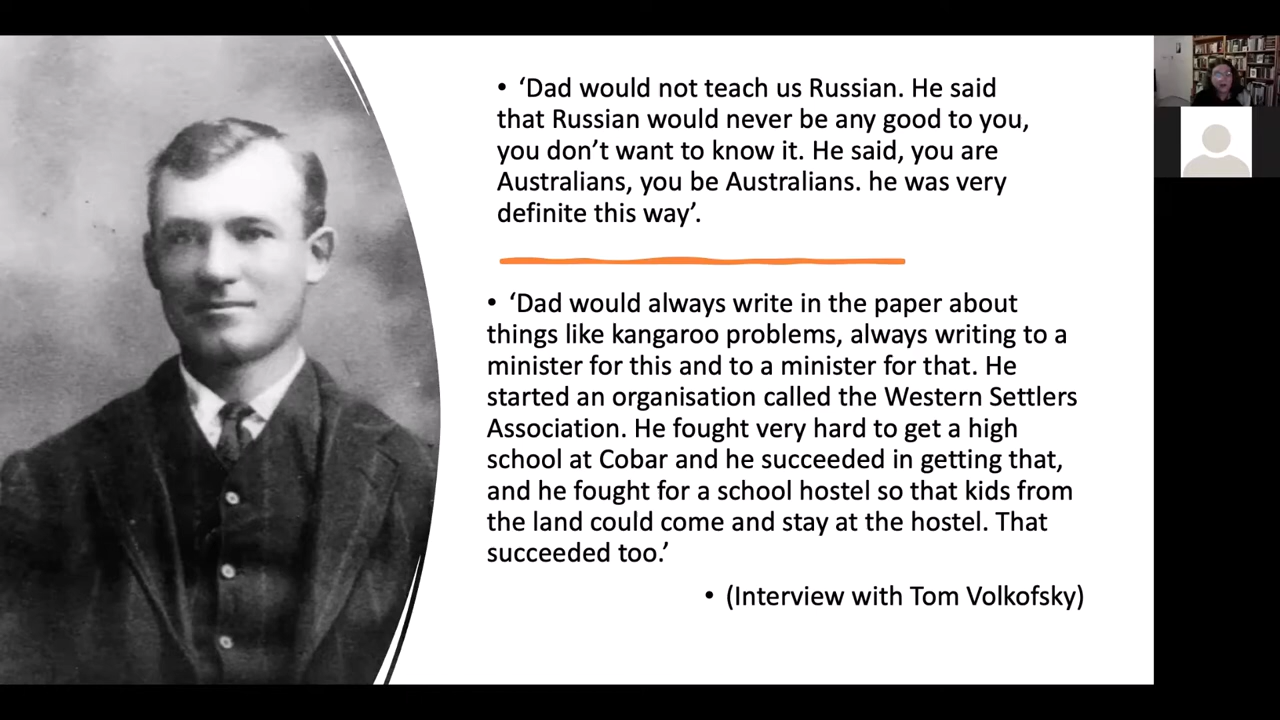 • ‘Dad would not teach us Russian. He said
that Russian would never be any good to you,
you don’t want to know it. He said, you are
Australians, you be Australians. he was very
definite this way’.
• ‘Dad would always write in the paper about
things like kangaroo problems, always writing to a
minister for this and to a minister for that. He
started an organisation called the Western Settlers
Association. He fought very hard to get a high
school at Cobar and he succeeded in getting that,
and he fought for a school hostel so that kids from
the land could come and stay at the hostel. That
succeeded too.’
• (Interview with Tom Volkofsky)